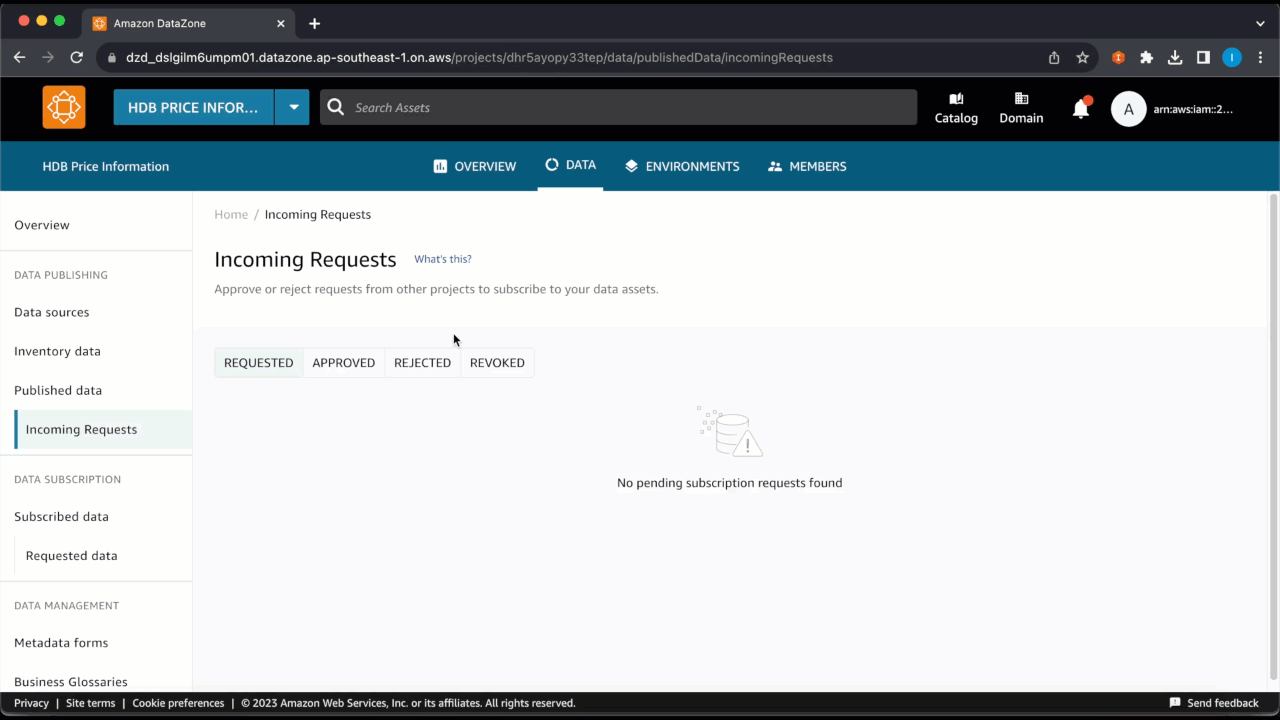 Amazon DataZone
dzd_dslgilm6umpm01.datazone.ap-southeast-1.on.aws/projects/dhr5ayopy33tep/data/publishedData/incomingRequests
I
HDB PRICE INFOR...
Search Assets
Catalog
Domain
A
arn:aws:iam::2...
HDB Price Information
OVERVIEW
DATA
ENVIRONMENTS
MEMBERS
Overview
DATA PUBLISHING
Data sources
Inventory data
Published data
Incoming Requests
DATA SUBSCRIPTION
Subscribed data
Requested data
DATA MANAGEMENT
Metadata forms
Business Glossaries
Home / Incoming Requests
Incoming Requests What's this?
Approve or reject requests from other projects to subscribe to your data assets.
REQUESTED APPROVED REJECTED REVOKED
No pending subscription requests found
Privacy | Site terms | Cookie preferences | © 2023 Amazon Web Services, Inc. or its affiliates. All rights reserved.
Send feedback